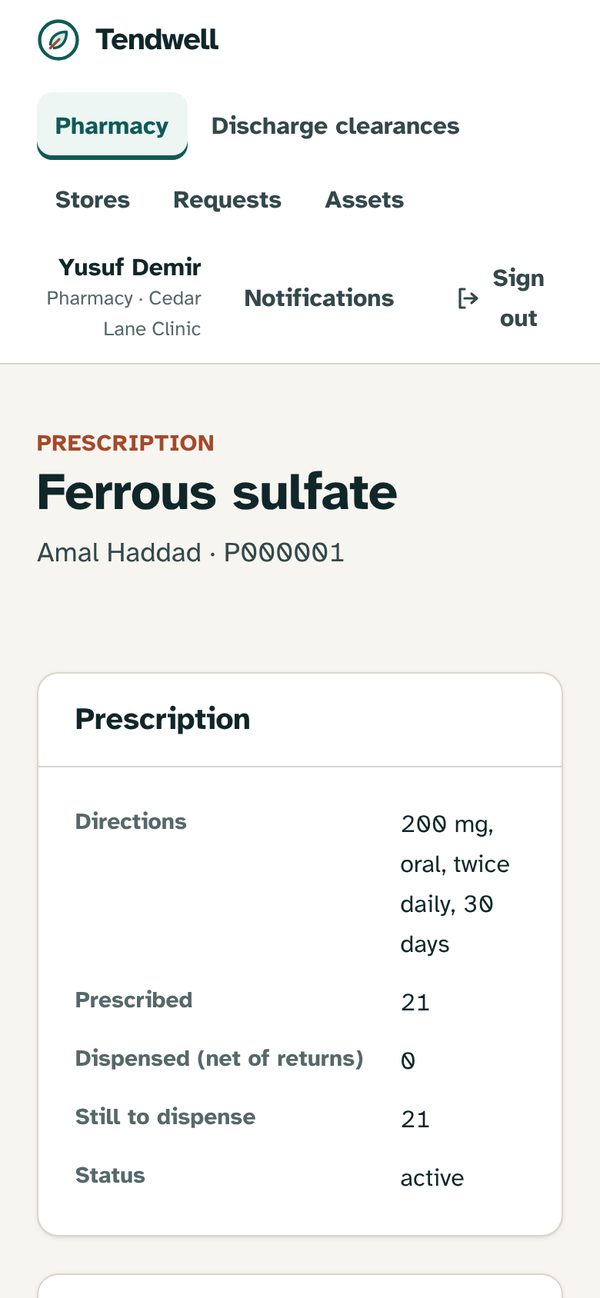 Tendwell
Pharmacy
Discharge clearances
Stores
Requests
Assets
Yusuf Demir
Pharmacy · Cedar
Lane Clinic
Notifications
Sign
out
PRESCRIPTION
Ferrous sulfate
Amal Haddad · P000001
Prescription
Directions
200 mg,
oral, twice
daily, 30
days
Prescribed
21
Dispensed (net of returns)
0
Still to dispense
21
Status
active